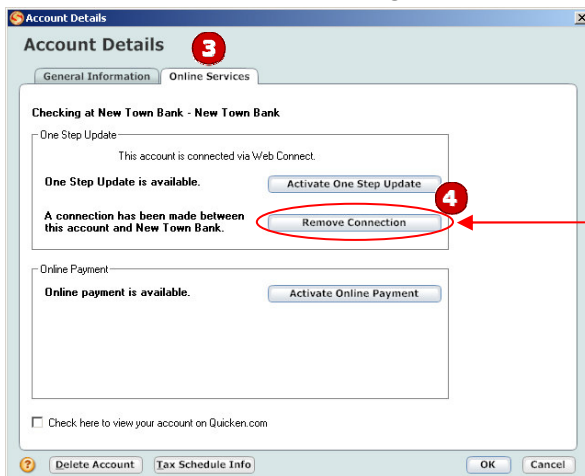 Account Details
Account Details
3
General Information
Online Services
Checking at New Town Bank - New Town Bank
One Step Update
This account is connected via Web Connect.
One Step Update is available.
Activate One Step Update
4
A connection has been made between
this account and New Town Bank.
Remove Connection
Online Payment
Online payment is available.
Activate Online Payment
Check here to view your account on Quicken.com
?
Delete Account
Tax Schedule Info
OK
Cancel